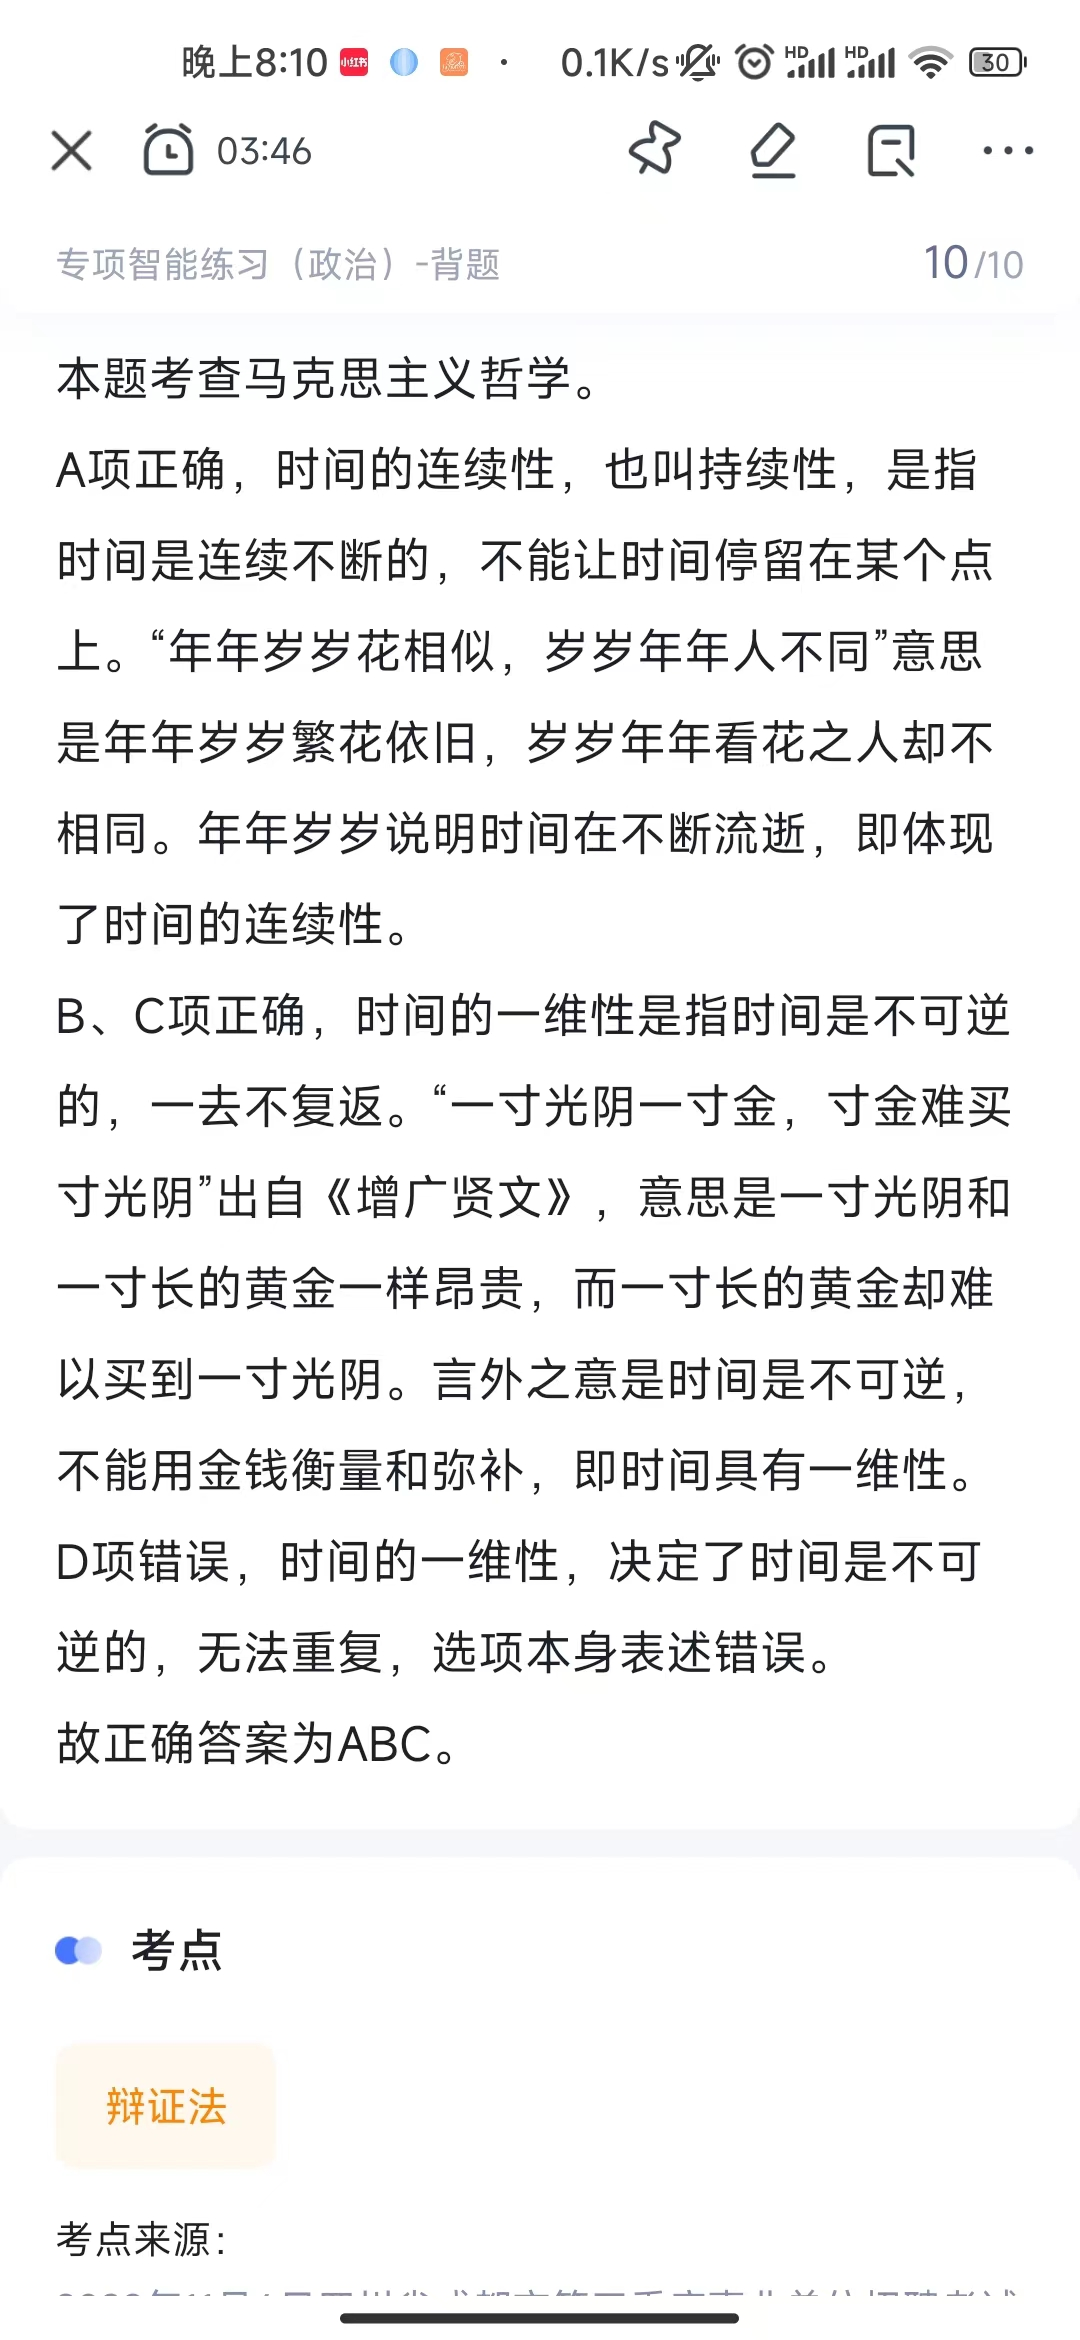 晚上8:10 小红书 · 0.1K/s HD HD 30
03:46
专项智能练习（政治）-背题 10/10
本题考查马克思主义哲学。
A项正确，时间的连续性，也叫持续性，是指
时间是连续不断的，不能让时间停留在某个点
上。“年年岁岁花相似，岁岁年年人不同”意思
是年年岁岁繁花依旧，岁岁年年看花之人却不
相同。年年岁岁说明时间在不断流逝，即体现
了时间的连续性。
B、C项正确，时间的一维性是指时间是不可逆
的，一去不复返。“一寸光阴一寸金，寸金难买
寸光阴”出自《增广贤文》，意思是一寸光阴和
一寸长的黄金一样昂贵，而一寸长的黄金却难
以买到一寸光阴。言外之意是时间是不可逆，
不能用金钱衡量和弥补，即时间具有一维性。
D项错误，时间的一维性，决定了时间是不可
逆的，无法重复，选项本身表述错误。
故正确答案为ABC。
考点
辩证法
考点来源：